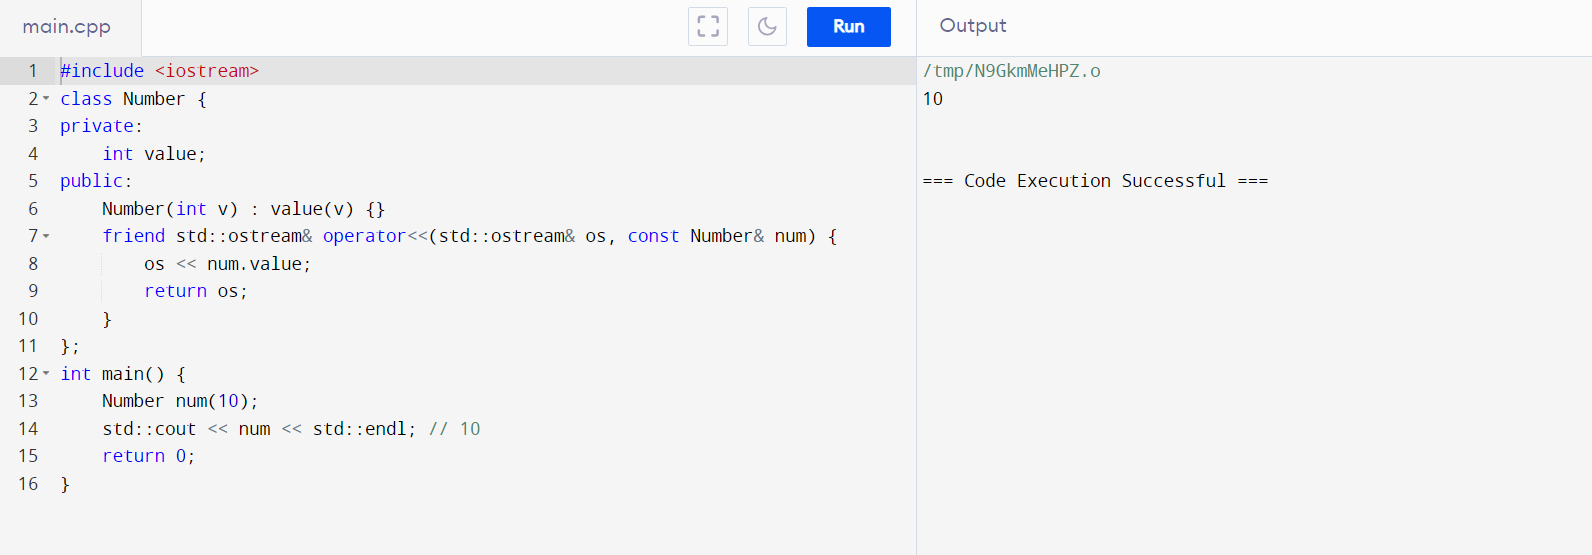 main.cpp
Run
Output
1 #include <iostream>
2 class Number {
3 private:
4     int value;
5 public:
6     Number(int v) : value(v) {}
7     friend std::ostream& operator<<(std::ostream& os, const Number& num) {
8         os << num.value;
9         return os;
10     }
11 };
12 int main() {
13     Number num(10);
14     std::cout << num << std::endl; // 10
15     return 0;
16 }
/tmp/N9GkmMeHPZ.o
10
=== Code Execution Successful ===